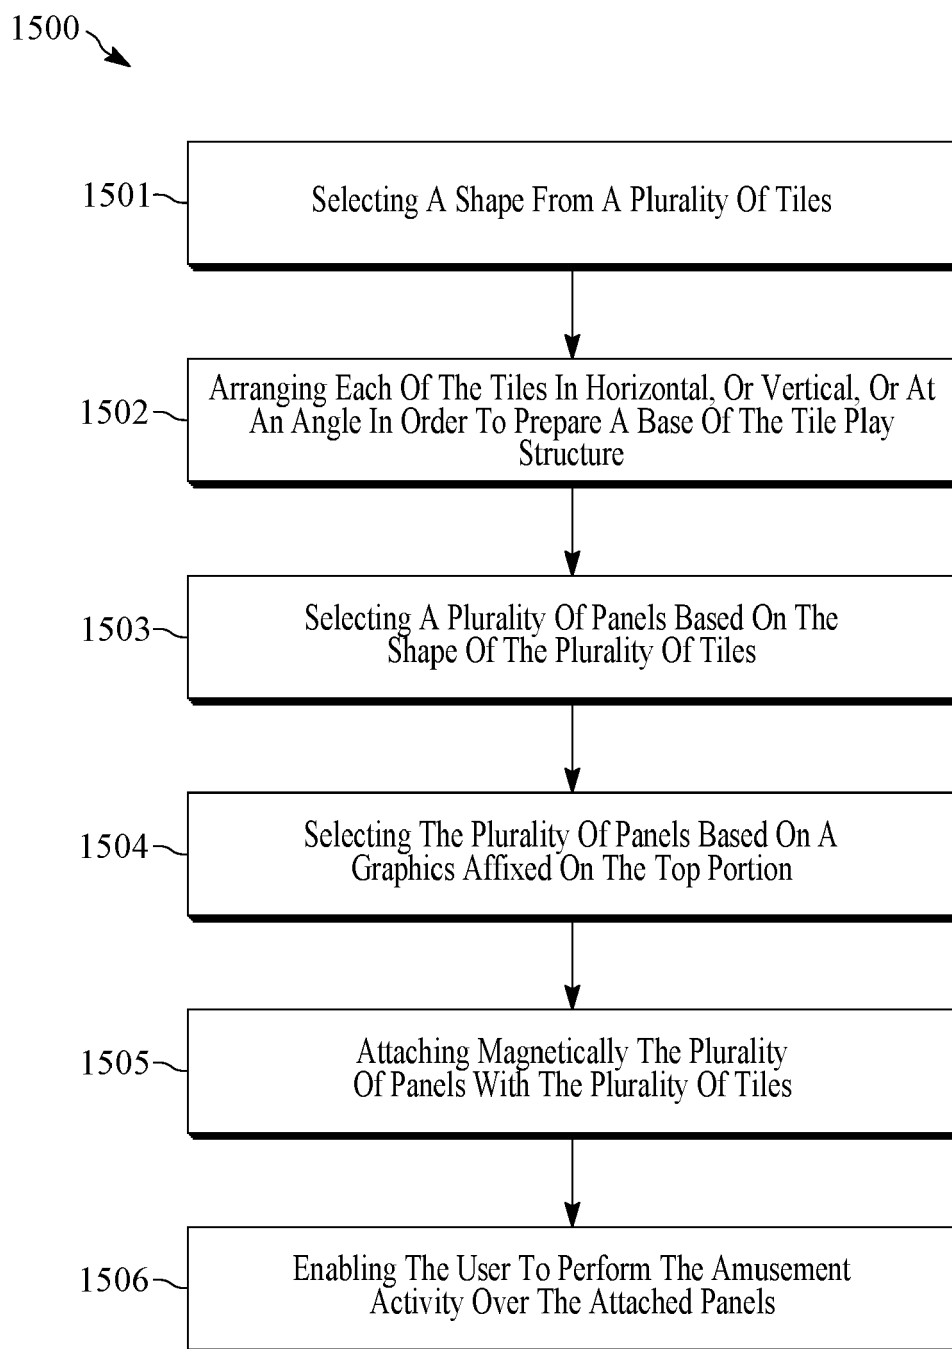 1500
1501
Selecting A Shape From A Plurality Of Tiles
1502
Arranging Each Of The Tiles In Horizontal, Or Vertical, Or At
An Angle In Order To Prepare A Base Of The Tile Play
Structure
1503
Selecting A Plurality Of Panels Based On The
Shape Of The Plurality Of Tiles
1504
Selecting The Plurality Of Panels Based On A
Graphics Affixed On The Top Portion
1505
Attaching Magnetically The Plurality
Of Panels With The Plurality Of Tiles
1506
Enabling The User To Perform The Amusement
Activity Over The Attached Panels